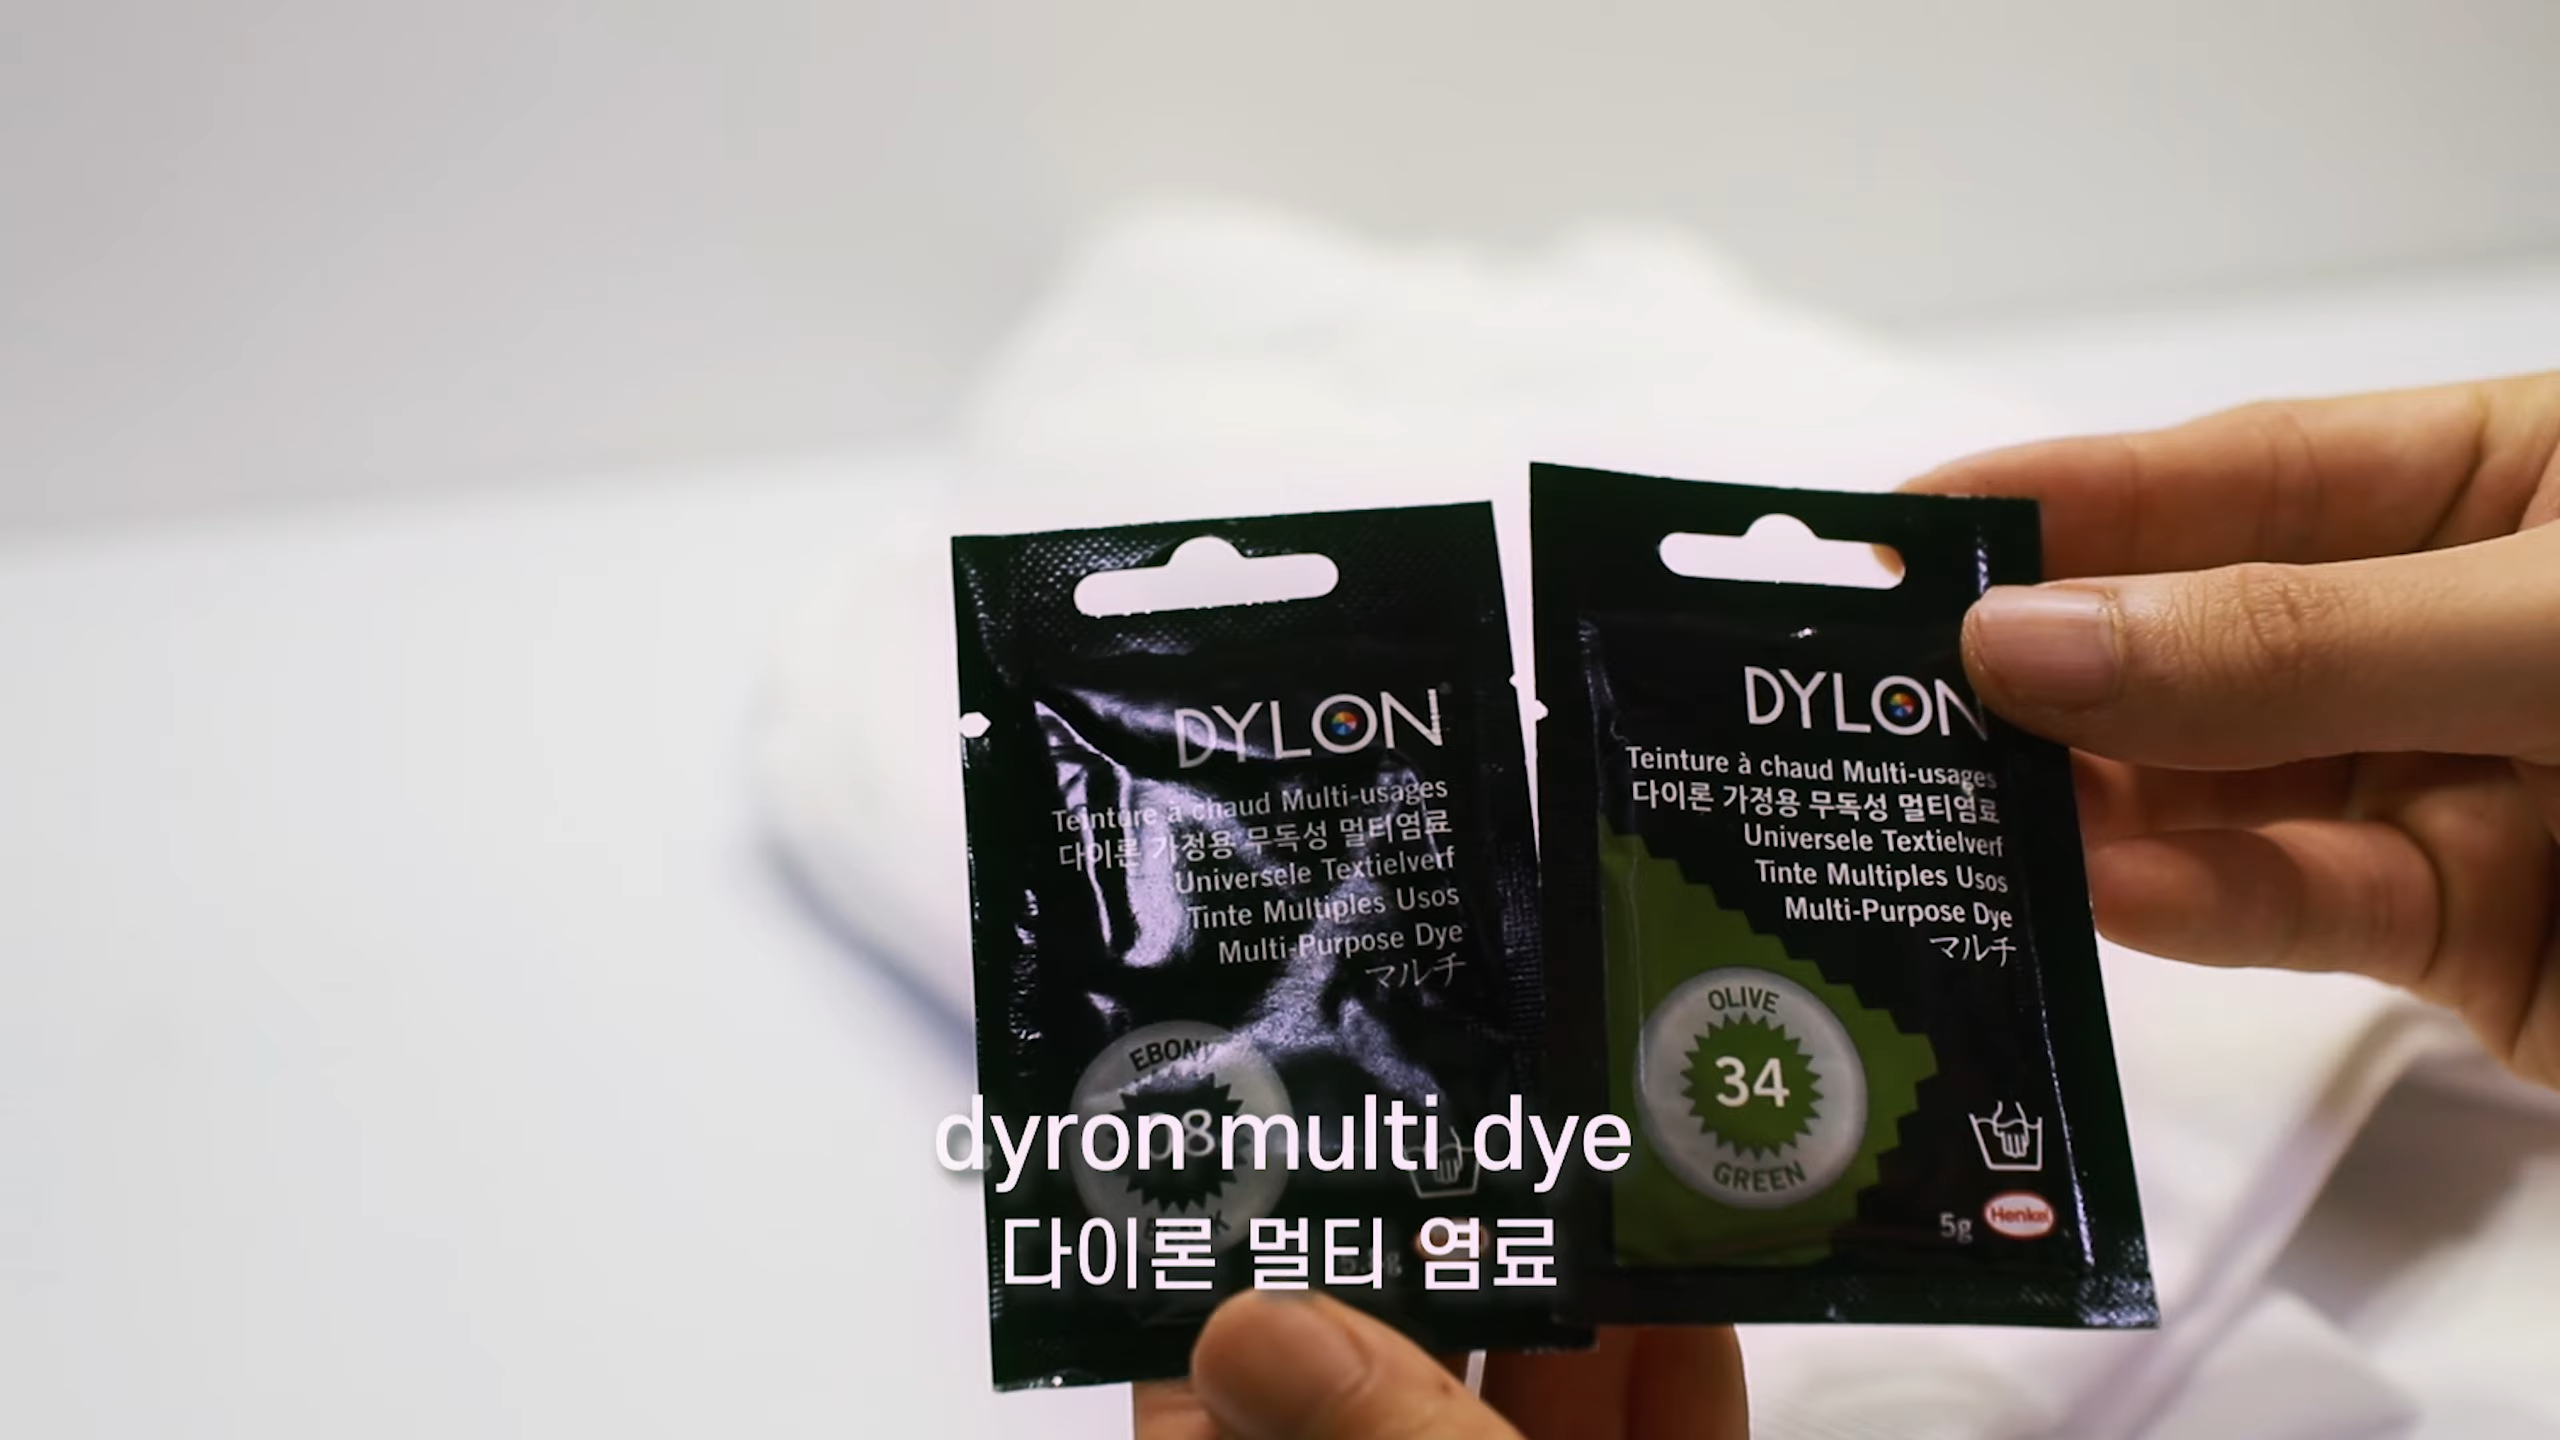 DYLON
Teinture à chaud Multi-usages
다이론 가정용 무독성 멀티염료
Universele Textielverf
Tinte Multiples Usos
Multi-Purpose Dye
マルチ
EBONY
08
DYLON
Teinture à chaud Multi-usages
다이론 가정용 무독성 멀티염료
Universele Textielverf
Tinte Multiples Usos
Multi-Purpose Dye
マルチ
OLIVE
34
GREEN
5g
Henkel
dyron multi dye
다이론 멀티 염료